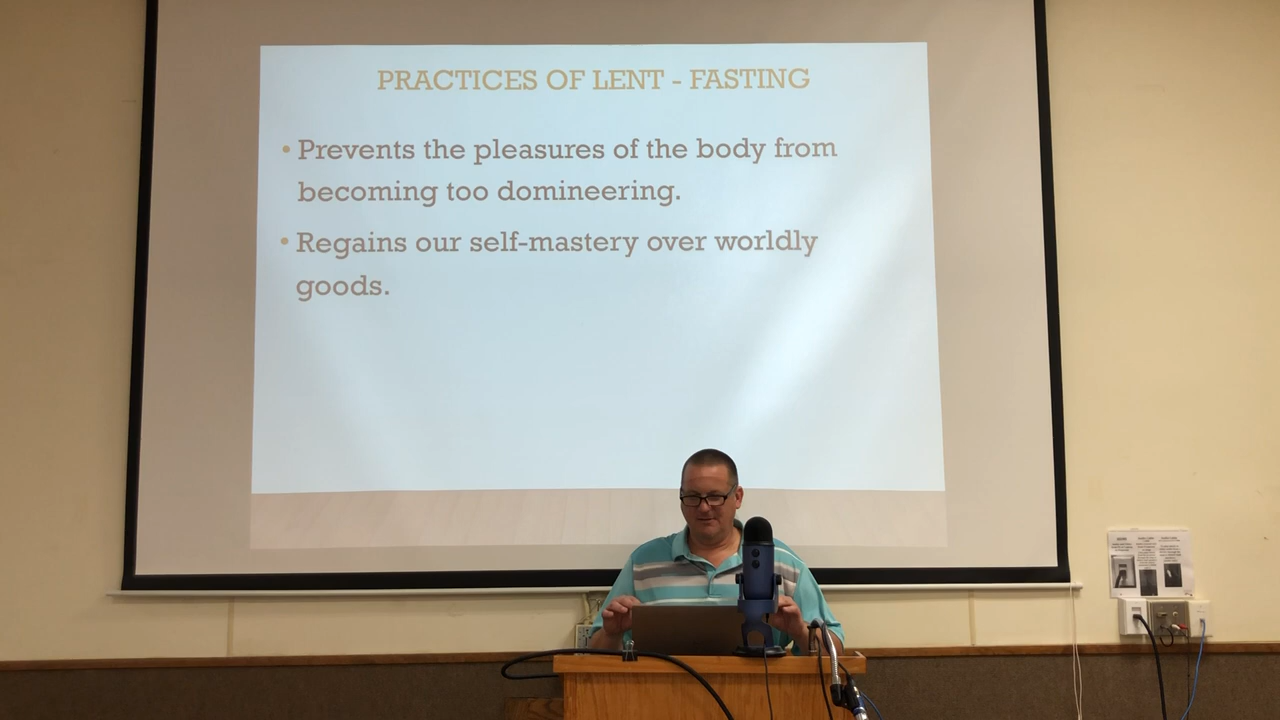 PRACTICES OF LENT - FASTING
• Prevents the pleasures of the body from
becoming too domineering.
• Regains our self-mastery over worldly
goods.